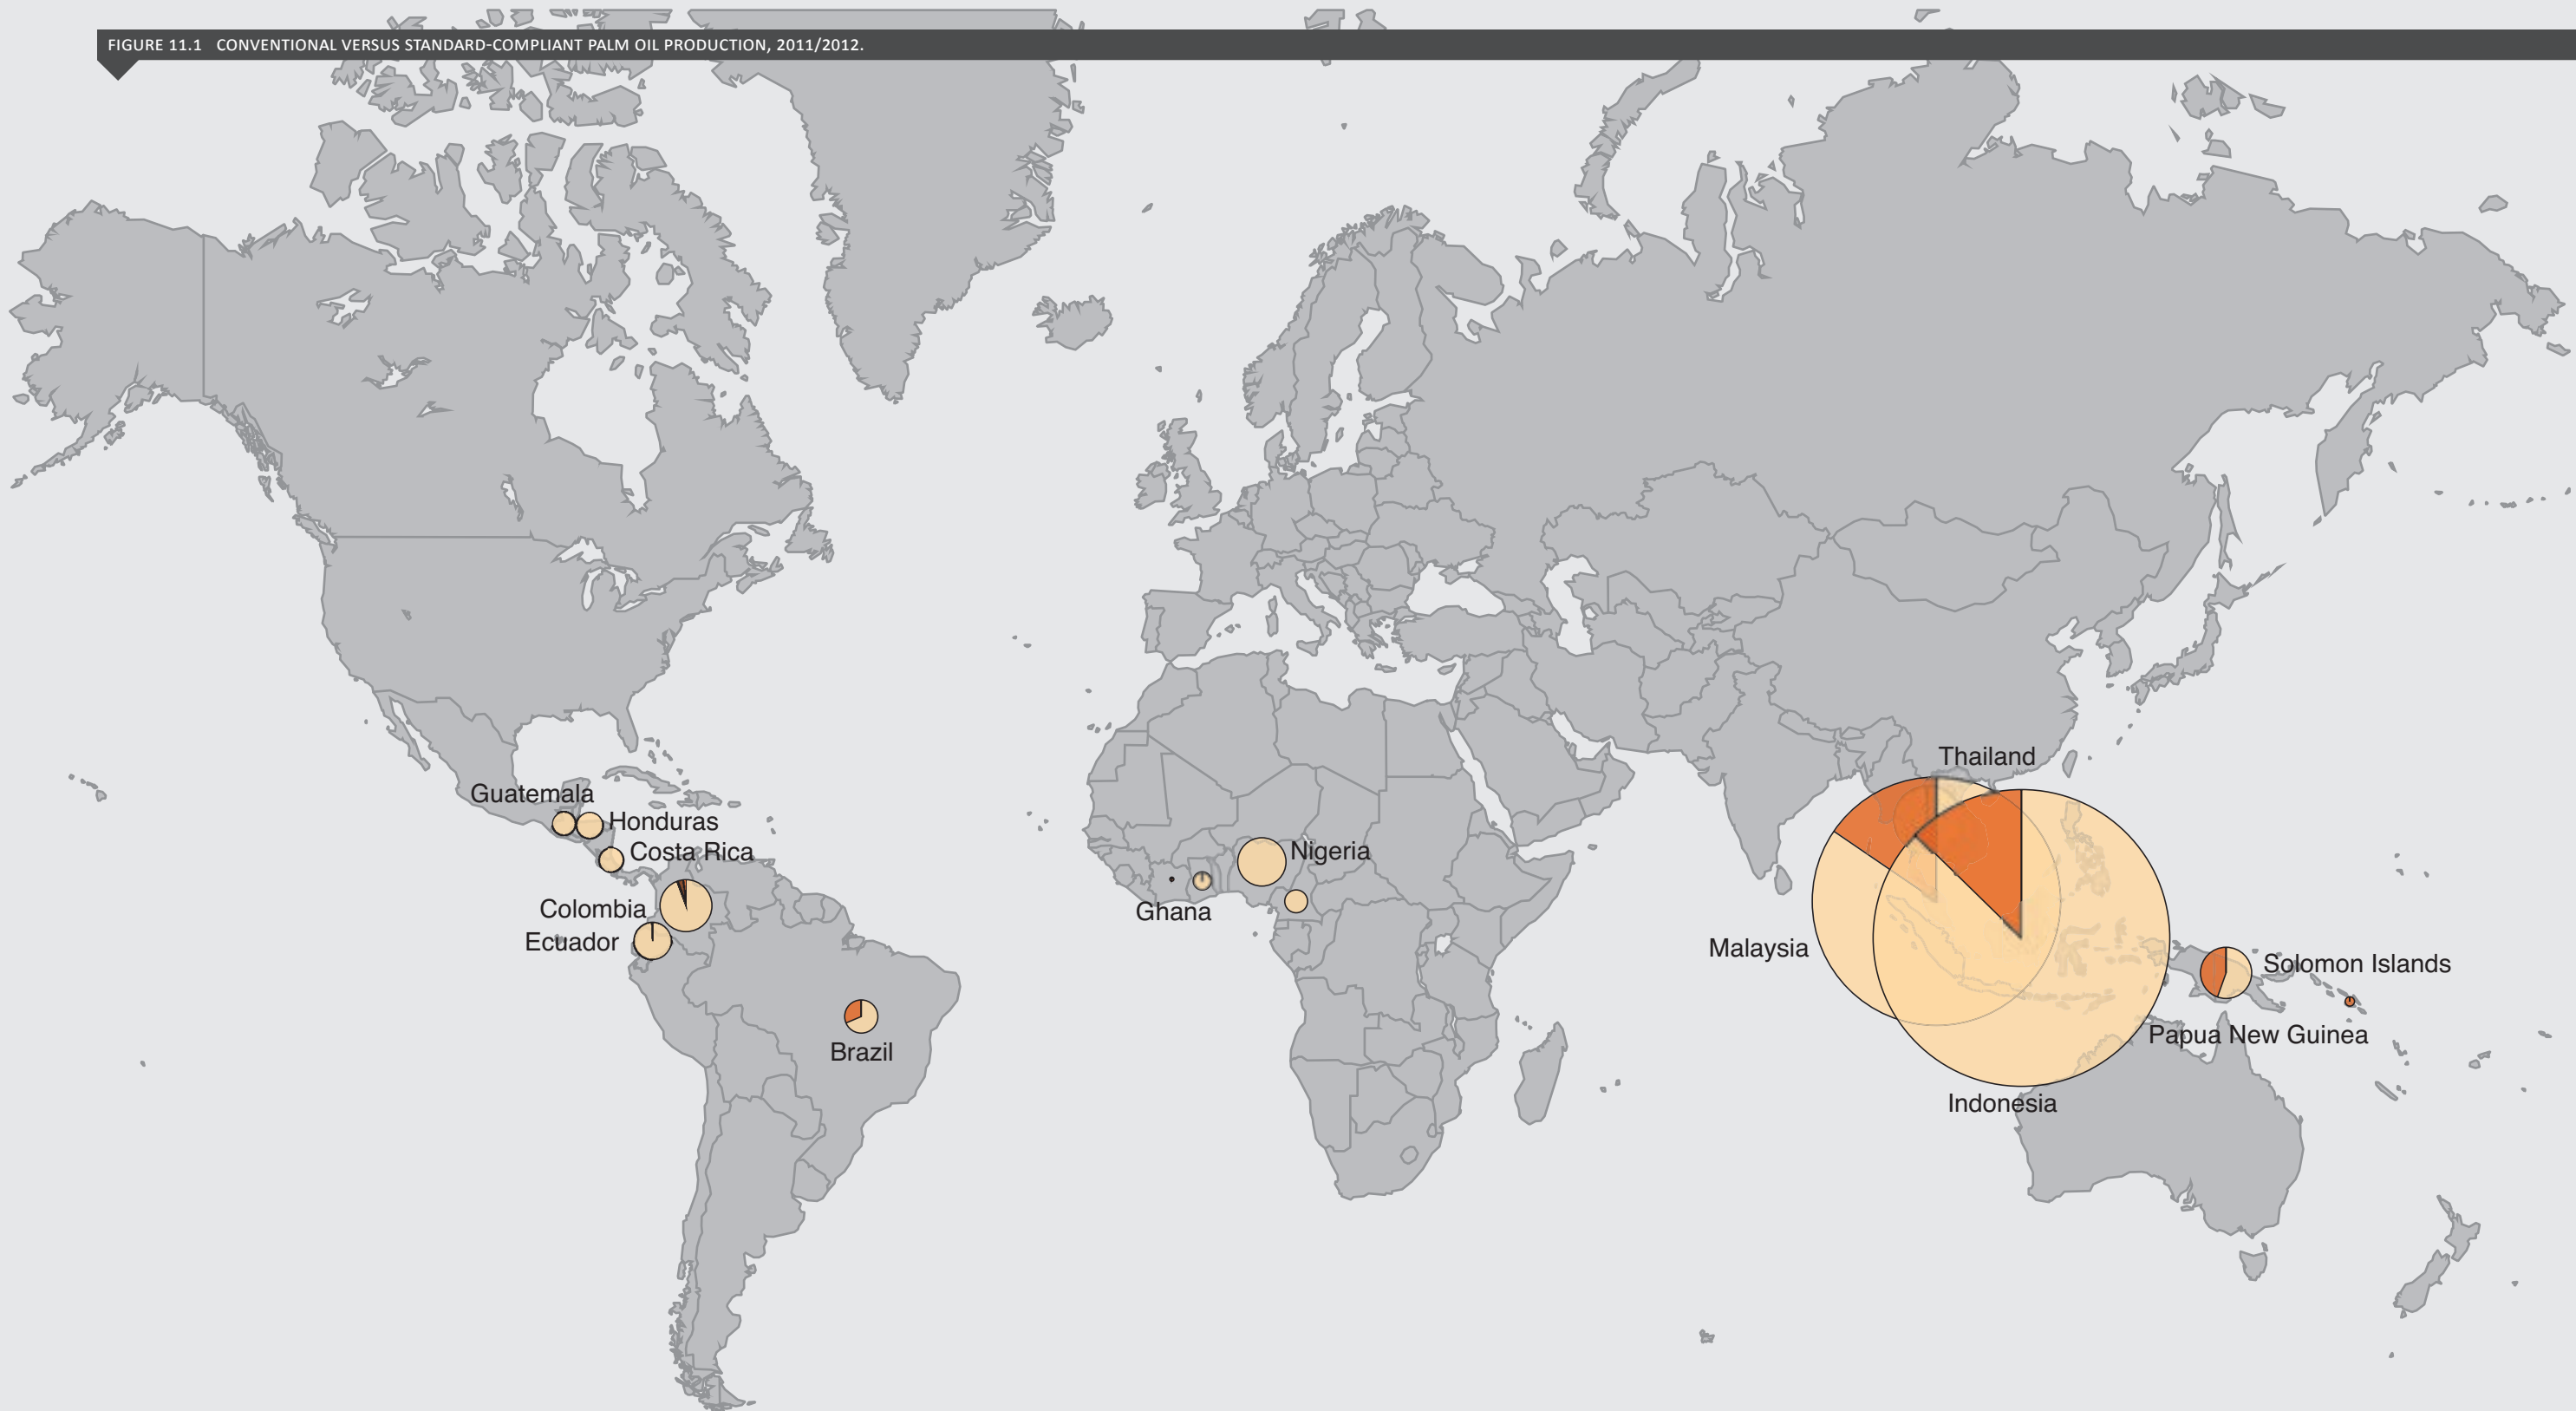 FIGURE 11.1 CONVENTIONAL VERSUS STANDARD-COMPLIANT PALM OIL PRODUCTION, 2011/2012.
Thailand
Guatemala
Honduras
Costa Rica
Nigeria
Colombia
Ghana
Ecuador
Malaysia
Solomon Islands
Papua New Guinea
Brazil
Indonesia